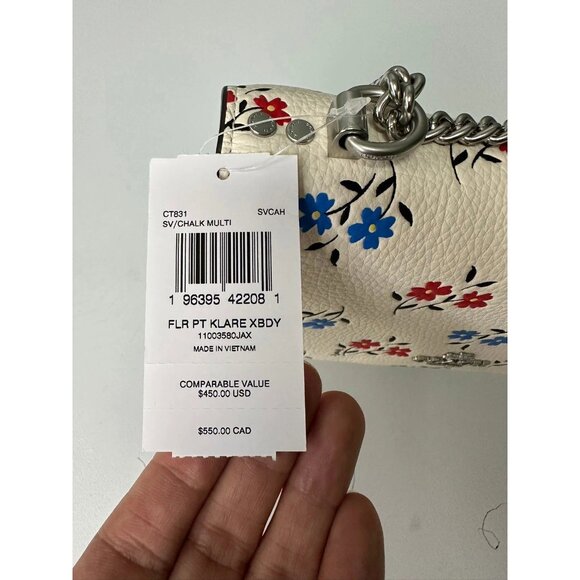 CT831 SVCAH
SV/CHALK MULTI
1 96395 42208 1
FLR PT KLARE XBDY
11003580JAX
MADE IN VIETNAM
COMPARABLE VALUE
$450.00 USD
$550.00 CAD